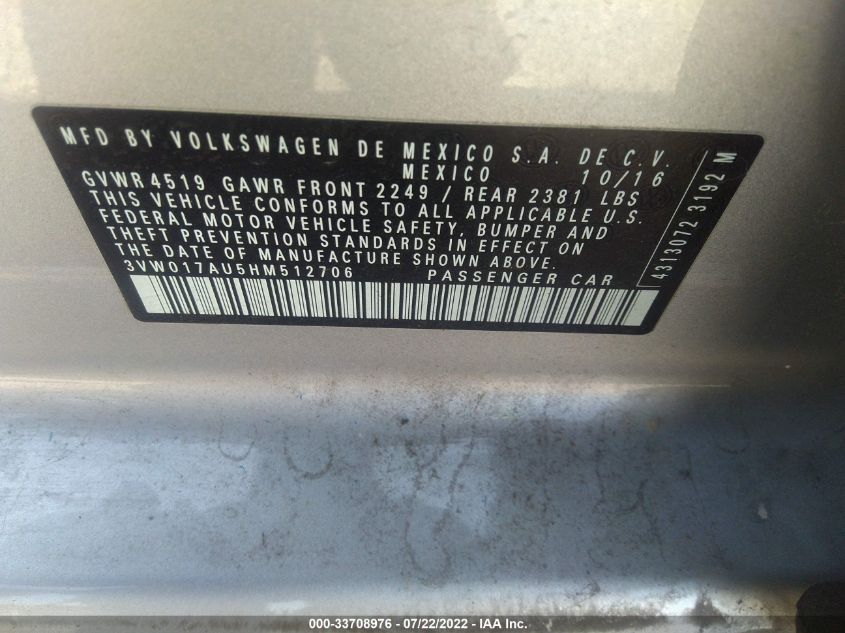 MFD BY VOLKSWAGEN DE MEXICO S.A. DE C.V.
MEXICO 10/16
GVWR 4519 GAWR FRONT 2249 / REAR 2381 LBS
THIS VEHICLE CONFORMS TO ALL APPLICABLE U.S.
FEDERAL MOTOR VEHICLE SAFETY, BUMPER AND
THEFT PREVENTION STANDARDS IN EFFECT ON
THE DATE OF MANUFACTURE SHOWN ABOVE.
3VW017AU5HM512706 PASSENGER CAR
4313072 3192 M
000-33708976 - 07/22/2022 - IAA Inc.